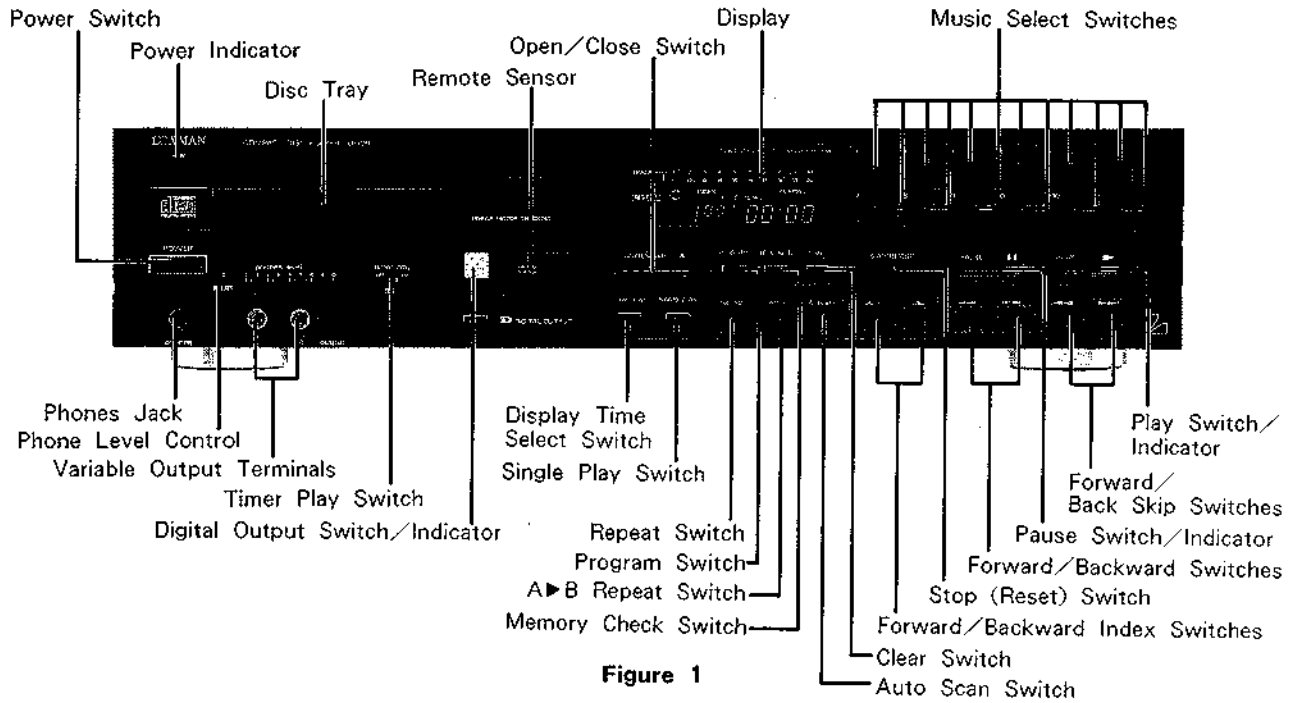 Power Switch
Power Indicator
Disc Tray
Remote Sensor
Open/Close Switch
Display
Music Select Switches
LUXMAN
POWER
DIGITAL OUTPUT
Phones Jack
Phone Level Control
Variable Output Terminals
Timer Play Switch
Digital Output Switch/Indicator
Display Time
Select Switch
Single Play Switch
Repeat Switch
Program Switch
A▶B Repeat Switch
Memory Check Switch
Play Switch/
Indicator
Forward/
Back Skip Switches
Pause Switch/Indicator
Forward/Backward Switches
Stop (Reset) Switch
Forward/Backward Index Switches
Clear Switch
Auto Scan Switch
Figure 1